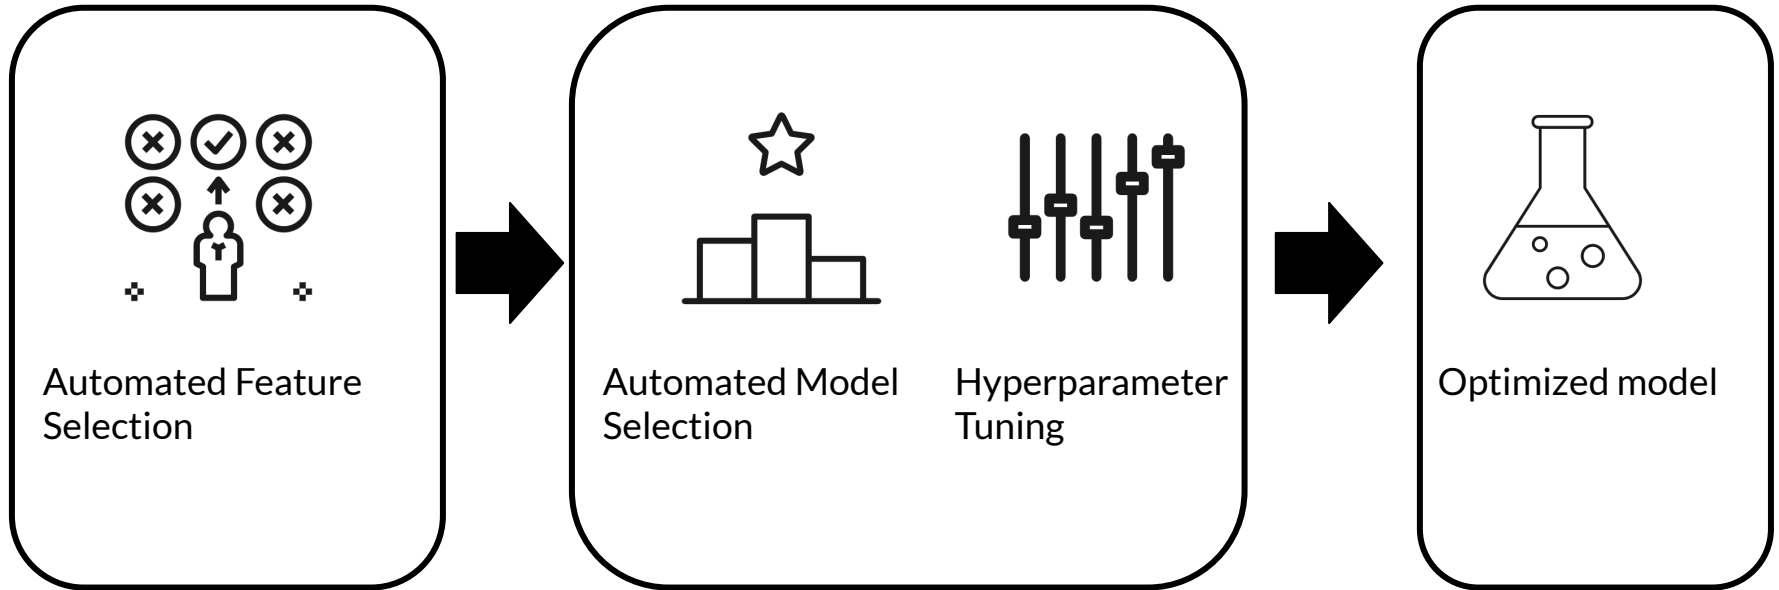 Automated Feature
Selection
Automated Model
Selection
Hyperparameter
Tuning
Optimized model